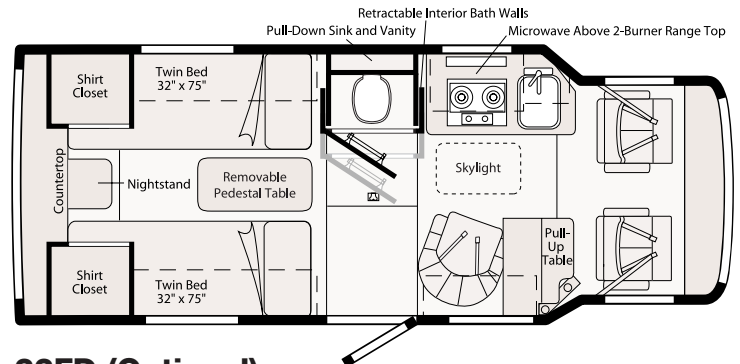 Retractable Interior Bath Walls
Pull-Down Sink and Vanity
Microwave Above 2-Burner Range Top
Shirt
Closet
Twin Bed
32" x 75"
Countertop
Nightstand
Removable
Pedestal Table
Skylight
Pull-
Up
Table
Shirt
Closet
Twin Bed
32" x 75"